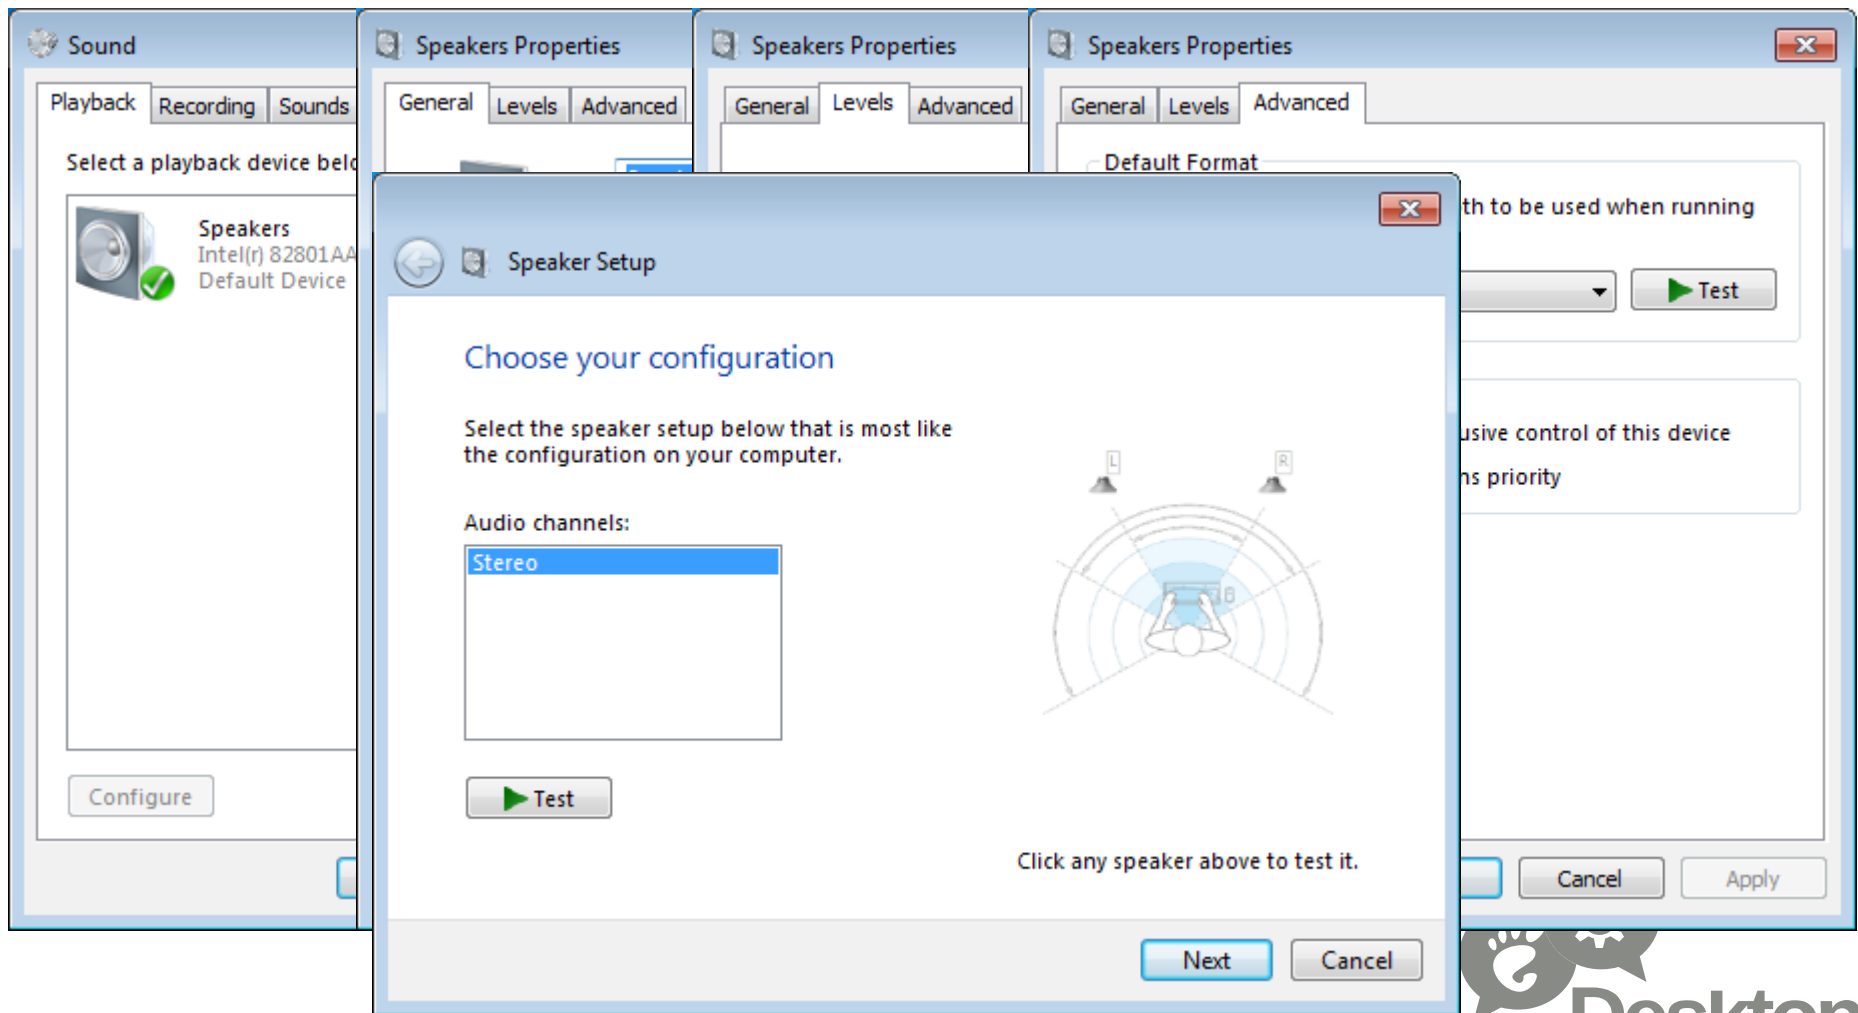 Sound
Playback
Recording
Sounds
Select a playback device belo
Speakers
Intel(r) 82801AA
Default Device
Configure
Speakers Properties
General
Levels
Advanced
Speakers Properties
General
Levels
Advanced
Speakers Properties
General
Levels
Advanced
Default Format
th to be used when running
Test
usive control of this device
ns priority
Cancel
Apply
Speaker Setup
Choose your configuration
Select the speaker setup below that is most like
the configuration on your computer.
Audio channels:
Stereo
L
R
Test
Click any speaker above to test it.
Next
Cancel
Desktop